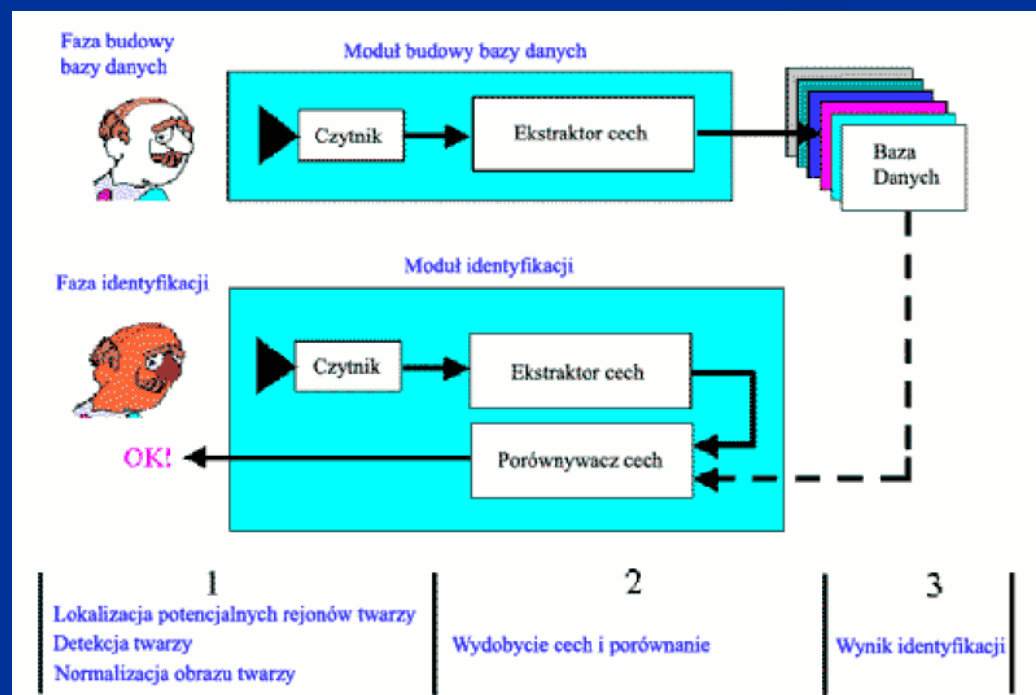 Faza budowy
bazy danych
Moduł budowy bazy danych
Czytnik
Ekstraktor cech
Baza
Danych
Moduł identyfikacji
Faza identyfikacji
Czytnik
Ekstraktor cech
OK!
Porównywacz cech
1
2
3
Lokalizacja potencjalnych rejonów twarzy
Detekcja twarzy
Wydobycie cech i porównanie
Wynik identyfikacji
Normalizacja obrazu twarzy